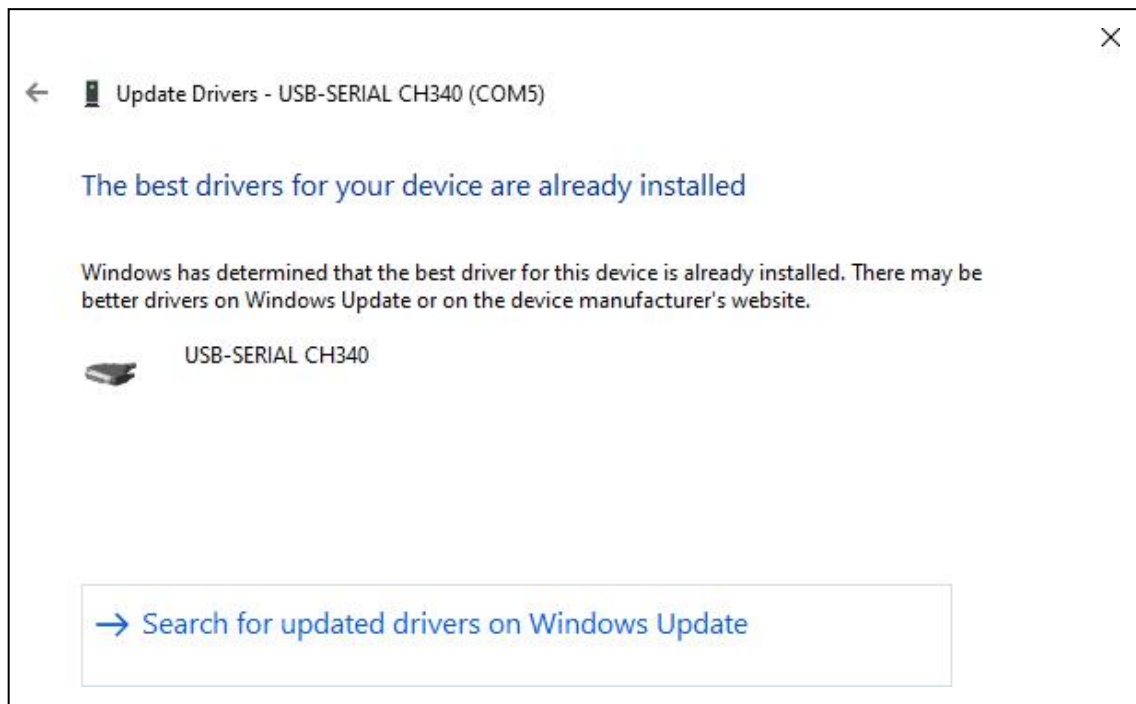 Update Drivers - USB-SERIAL CH340 (COM5)
The best drivers for your device are already installed
Windows has determined that the best driver for this device is already installed. There may be
better drivers on Windows Update or on the device manufacturer's website.
USB-SERIAL CH340
Search for updated drivers on Windows Update